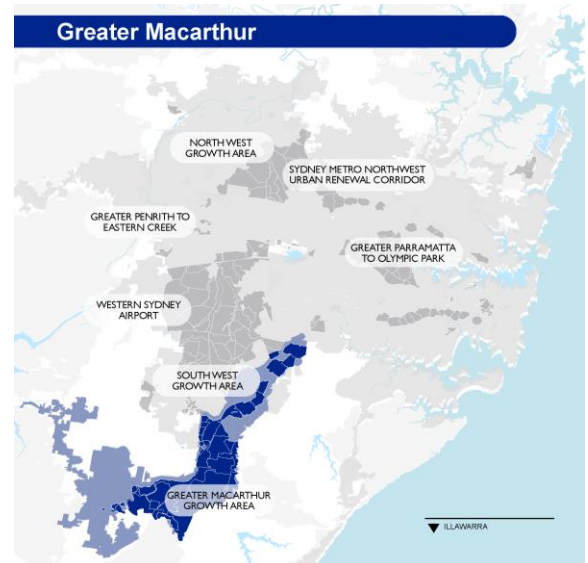 Greater Macarthur
NORTH WEST
GROWTH AREA
SYDNEY METRO NORTHWEST
URBAN RENEWAL CORRIDOR
GREATER PENRITH TO
EASTERN CREEK
GREATER PARRAMATTA
TO OLYMPIC PARK
WESTERN SYDNEY
AIRPORT
SOUTH WEST
GROWTH AREA
GREATER MACARTHUR
GROWTH AREA
ILLAWARRA